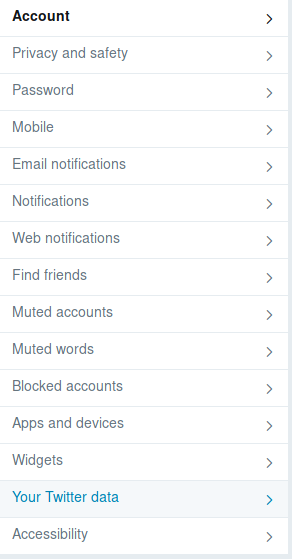 Account
Privacy and safety
Password
Mobile
Email notifications
Notifications
Web notifications
Find friends
Muted accounts
Muted words
Blocked accounts
Apps and devices
Widgets
Your Twitter data
Accessibility